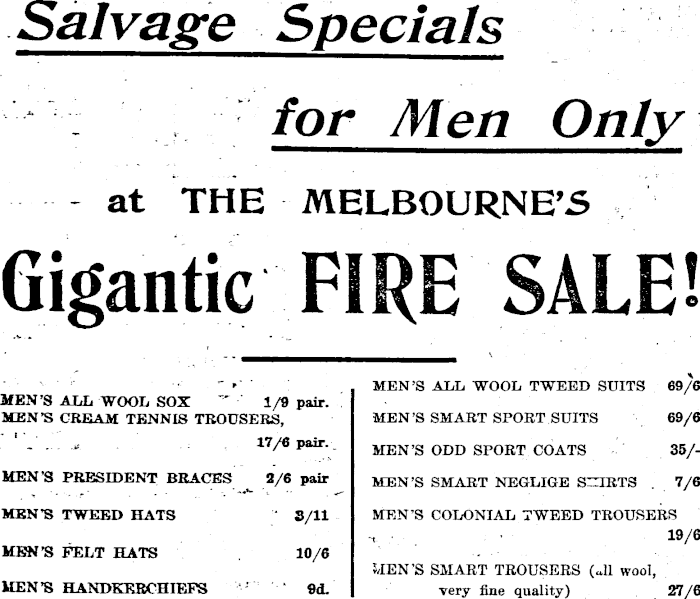 Salvage Specials
for Men Only
at THE MELBOURNE'S
Gigantic FIRE SALE!
MEN'S ALL WOOL SOX 1/9 pair.
MEN'S CREAM TENNIS TROUSERS,
17/6 pair.
MEN'S PRESIDENT BRACES 2/6 pair
MEN'S TWEED HATS 3/11
MEN'S FELT HATS 10/6
MEN'S HANDKERCHIEFS 9d.
MEN'S ALL WOOL TWEED SUITS 69/6
MEN'S SMART SPORT SUITS 69/6
MEN'S ODD SPORT COATS 35/-
MEN'S SMART NEGLIGE SHIRTS 7/6
MEN'S COLONIAL TWEED TROUSERS
19/6
MEN'S SMART TROUSERS (all wool,
very fine quality) 27/6